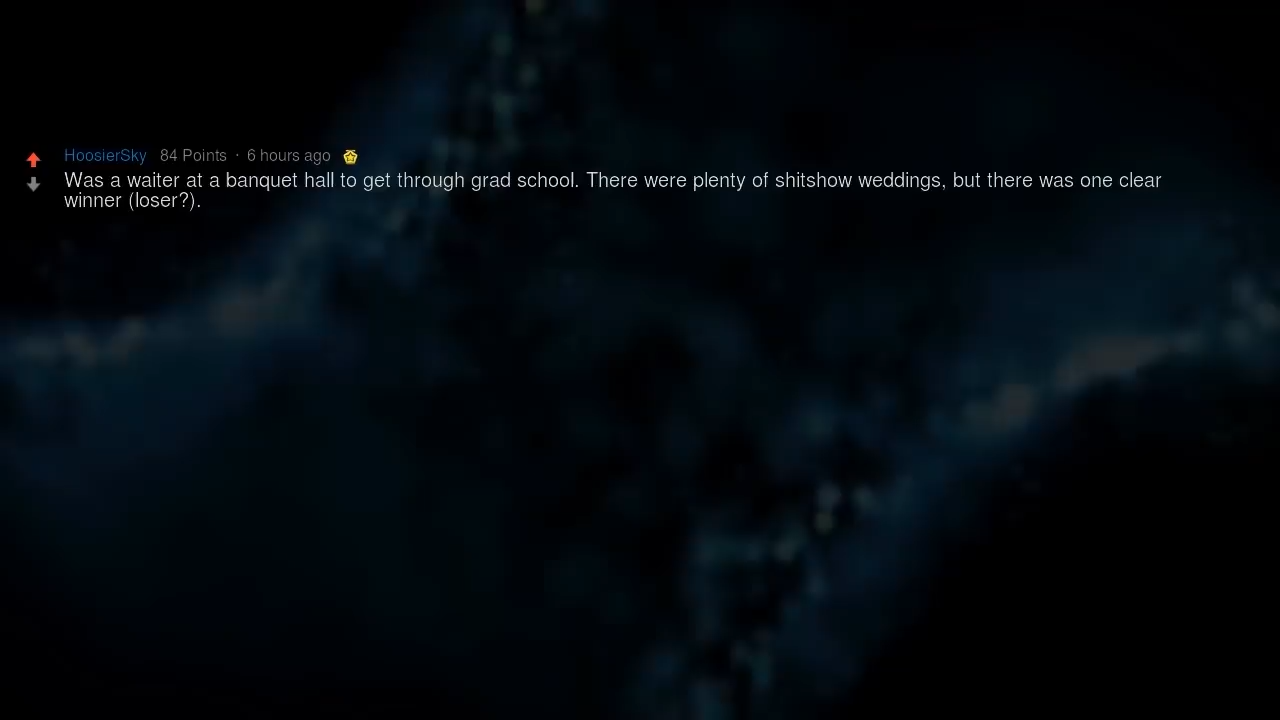 HoosierSky 84 Points · 6 hours ago
Was a waiter at a banquet hall to get through grad school. There were plenty of shitshow weddings, but there was one clear
winner (loser?).